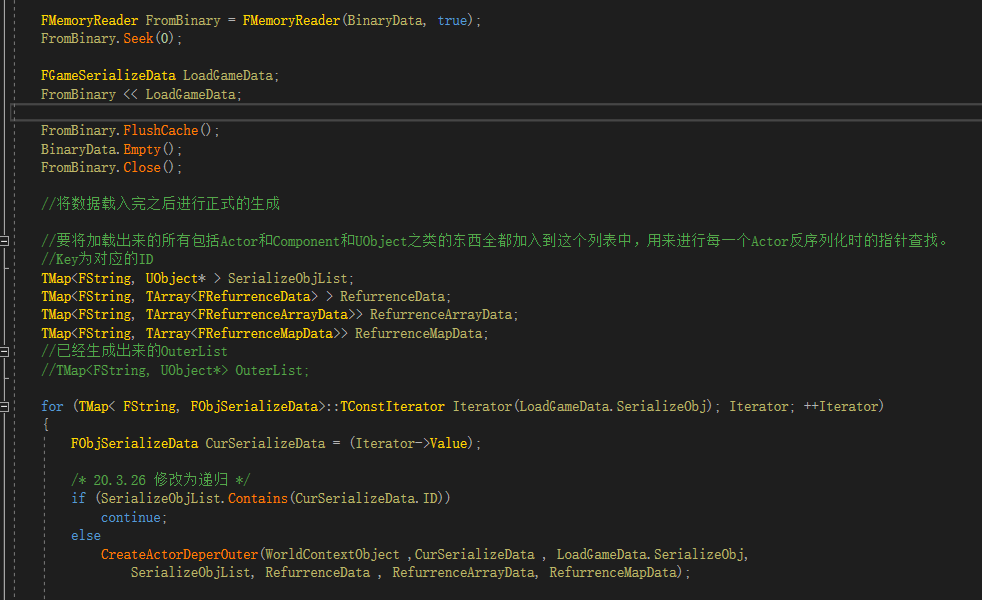 FMemoryReader FromBinary = FMemoryReader(BinaryData, true);
FromBinary.Seek(0);
FGameSerializeData LoadGameData;
FromBinary << LoadGameData;
FromBinary.FlushCache();
BinaryData.Empty();
FromBinary.Close();
//将数据载入完之后进行正式的生成
//要将加载出来的所有包括Actor和Component和UObject之类的东西全都加入到这个列表中，用来进行每一个Actor反序列化时的指针查找。
//Key为对应的ID
TMap<FString, UObject* > SerializeObjList;
TMap<FString, TArray<FRefurrenceData> > RefurrenceData;
TMap<FString, TArray<FRefurrenceArrayData>> RefurrenceArrayData;
TMap<FString, TArray<FRefurrenceMapData>> RefurrenceMapData;
//已经生成出来的OuterList
//TMap<FString, UObject*> OuterList;
for (TMap< FString, FObjSerializeData>::TConstIterator Iterator(LoadGameData.SerializeObj); Iterator; ++Iterator)
{
FObjSerializeData CurSerializeData = (Iterator->Value);
/* 20.3.26 修改为递归 */
if (SerializeObjList.Contains(CurSerializeData.ID))
continue;
else
CreateActorDeperOuter(WorldContextObject ,CurSerializeData , LoadGameData.SerializeObj,
SerializeObjList, RefurrenceData , RefurrenceArrayData, RefurrenceMapData);